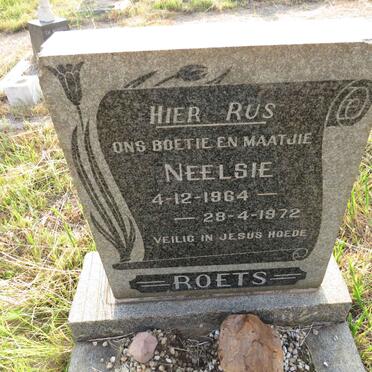 HIER RUS
ONS BOETIE EN MAATJIE
NEELSIE
4-12-1964 —
— 28-4-1972
VEILIG IN JESUS HOEDE
ROETS